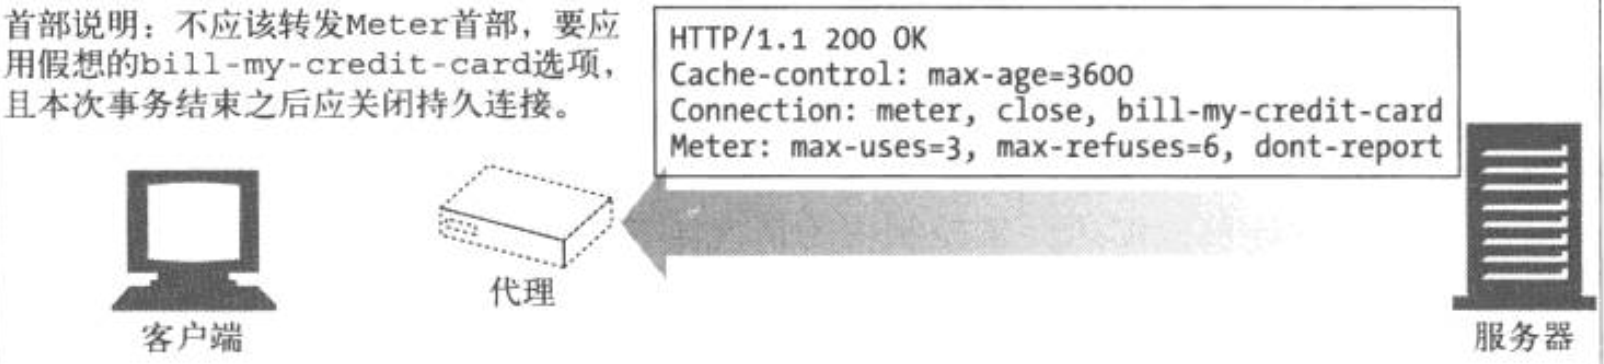 首部说明：不应该转发Meter首部，要应
用假想的bill-my-credit-card选项，
且本次事务结束之后应关闭持久连接。
HTTP/1.1 200 OK
Cache-control: max-age=3600
Connection: meter, close, bill-my-credit-card
Meter: max-uses=3, max-refuses=6, dont-report
客户端
代理
服务器